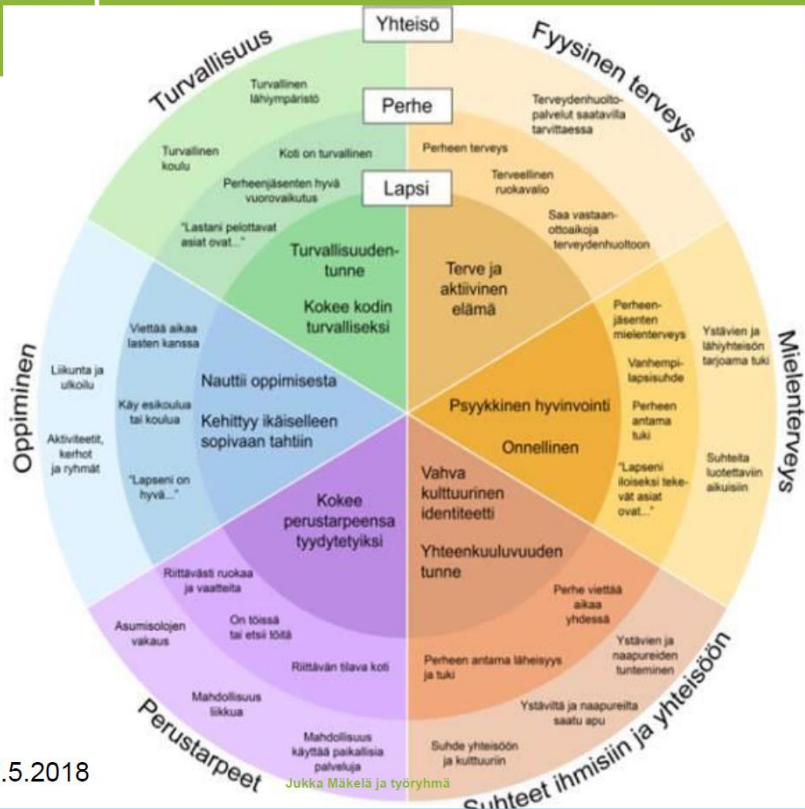 Yhteisö
Perhe
Lapsi
Turvallisuus
Turvallinen
lähiympäristö
Turvallinen
koulu
Koti on turvallinen
Perheenjäsenten hyvä
vuorovaikutus
"Lastani pelottavat
asiat ovat..."
Turvallisuuden-
tunne
Kokee kodin
turvalliseksi
Fyysinen terveys
Terveydenhuolto-
palvelut saatavilla
tarvittaessa
Perheen terveys
Terveellinen
ruokavalio
Saa vastaan-
ottoaikoja
terveydenhuoltoon
Terve ja
aktiivinen
elämä
Mielenterveys
Ystävien ja
lähiyhteisön
tarjoama tuki
Suhteita
luotettaviin
aikuisiin
Perheen-
jäsenten
mielenterveys
Vanhempi-
lapsisuhde
Perheen
antama
tuki
"Lapseni
iloiseksi teke-
vät asiat
ovat..."
Psyykkinen hyvinvointi
Onnellinen
Suhteet ihmisiin ja yhteisöön
Vahva
kulttuurinen
identiteetti
Yhteenkuuluvuuden
tunne
Perhe viettää
aikaa
yhdessä
Perheen antama läheisyys
ja tuki
Ystävien ja
naapureiden
tunteminen
Ystäviltä ja naapureilta
saatu apu
Suhde yhteisöön
ja kulttuuriin
Perustarpeet
Kokee
perustarpeensa
tyydytetyiksi
Riittävästi ruokaa
ja vaatteita
On töissä
tai etsii töitä
Riittävän tilava koti
Asumisolojen
vakaus
Mahdollisuus
liikkua
Mahdollisuus
käyttää paikallisia
palveluja
Oppiminen
Liikunta ja
ulkoilu
Aktiviteetit,
kerhot
ja ryhmät
Viettää aikaa
lasten kanssa
Käy esikoulua
tai koulua
"Lapseni on
hyvä..."
Nauttii oppimisesta
Kehittyy ikäiselleen
sopivaan tahtiin
.5.2018
Jukka Mäkelä ja työryhmä